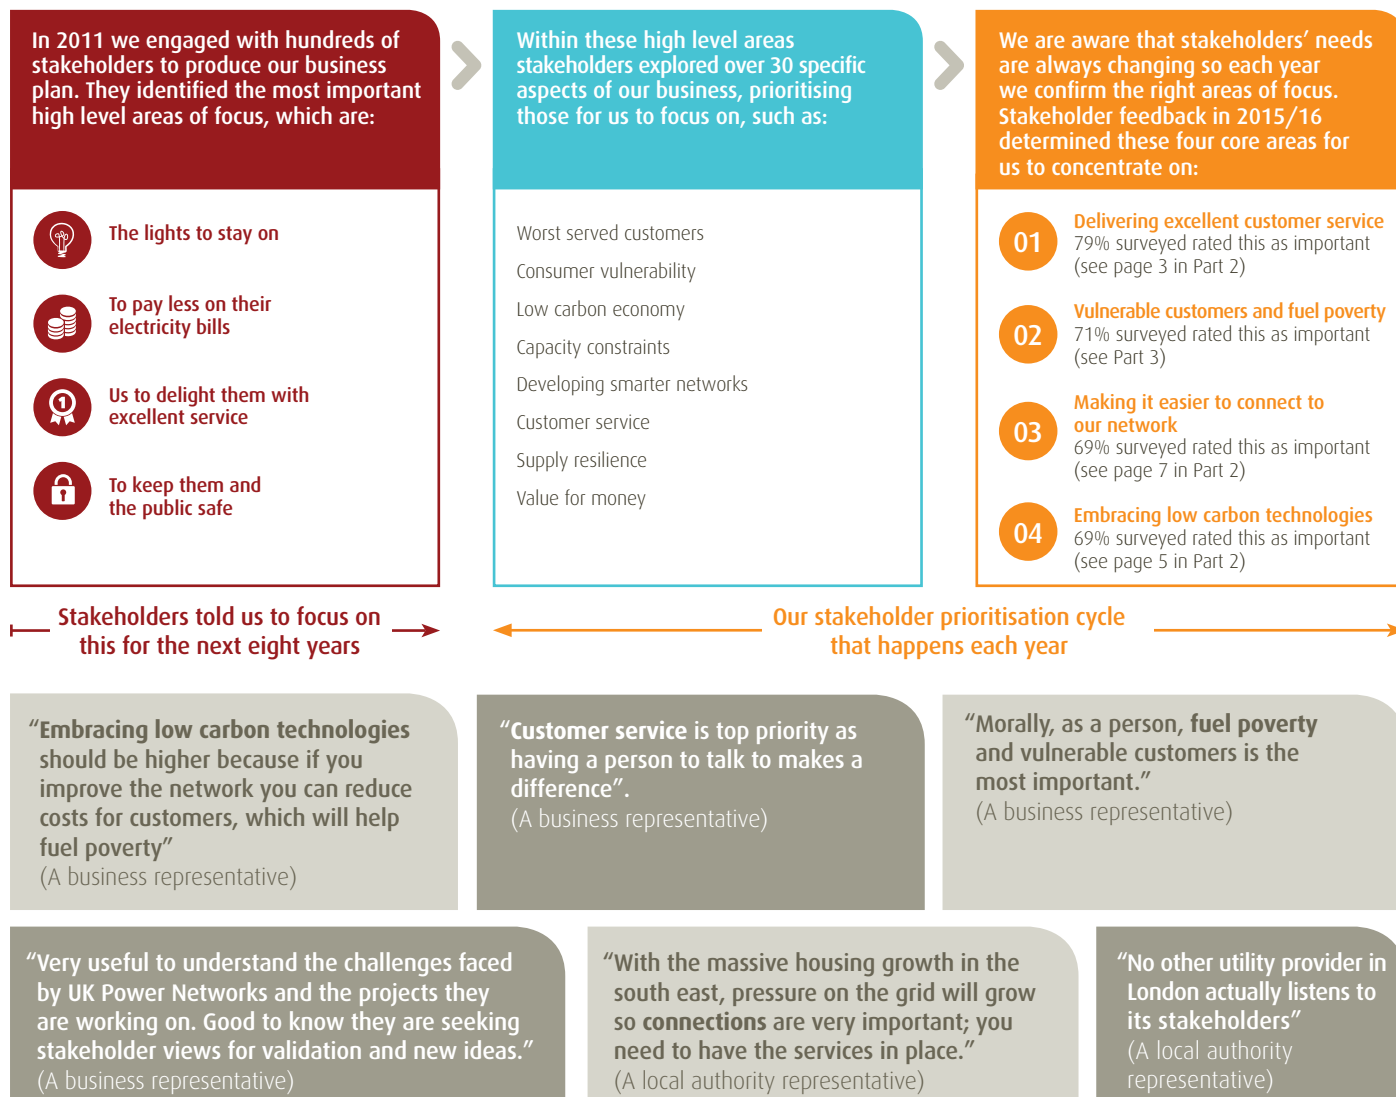 In 2011 we engaged with hundreds of
stakeholders to produce our business
plan. They identified the most important
high level areas of focus, which are:
The lights to stay on
To pay less on their
electricity bills
Us to delight them with
excellent service
To keep them and
the public safe
Within these high level areas
stakeholders explored over 30 specific
aspects of our business, prioritising
those for us to focus on, such as:
Worst served customers
Consumer vulnerability
Low carbon economy
Capacity constraints
Developing smarter networks
Customer service
Supply resilience
Value for money
We are aware that stakeholders’ needs
are always changing so each year
we confirm the right areas of focus.
Stakeholder feedback in 2015/16
determined these four core areas for
us to concentrate on:
01
Delivering excellent customer service
79% surveyed rated this as important
(see page 3 in Part 2)
02
Vulnerable customers and fuel poverty
71% surveyed rated this as important
(see Part 3)
03
Making it easier to connect to
our network
69% surveyed rated this as important
(see page 7 in Part 2)
04
Embracing low carbon technologies
69% surveyed rated this as important
(see page 5 in Part 2)
Stakeholders told us to focus on
this for the next eight years
Our stakeholder prioritisation cycle
that happens each year
“Embracing low carbon technologies
should be higher because if you
improve the network you can reduce
costs for customers, which will help
fuel poverty”
(A business representative)
“Customer service is top priority as
having a person to talk to makes a
difference”.
(A business representative)
“Morally, as a person, fuel poverty
and vulnerable customers is the
most important.”
(A business representative)
“Very useful to understand the challenges faced
by UK Power Networks and the projects they
are working on. Good to know they are seeking
stakeholder views for validation and new ideas.”
(A business representative)
“With the massive housing growth in the
south east, pressure on the grid will grow
so connections are very important; you
need to have the services in place.”
(A local authority representative)
“No other utility provider in
London actually listens to
its stakeholders”
(A local authority
representative)